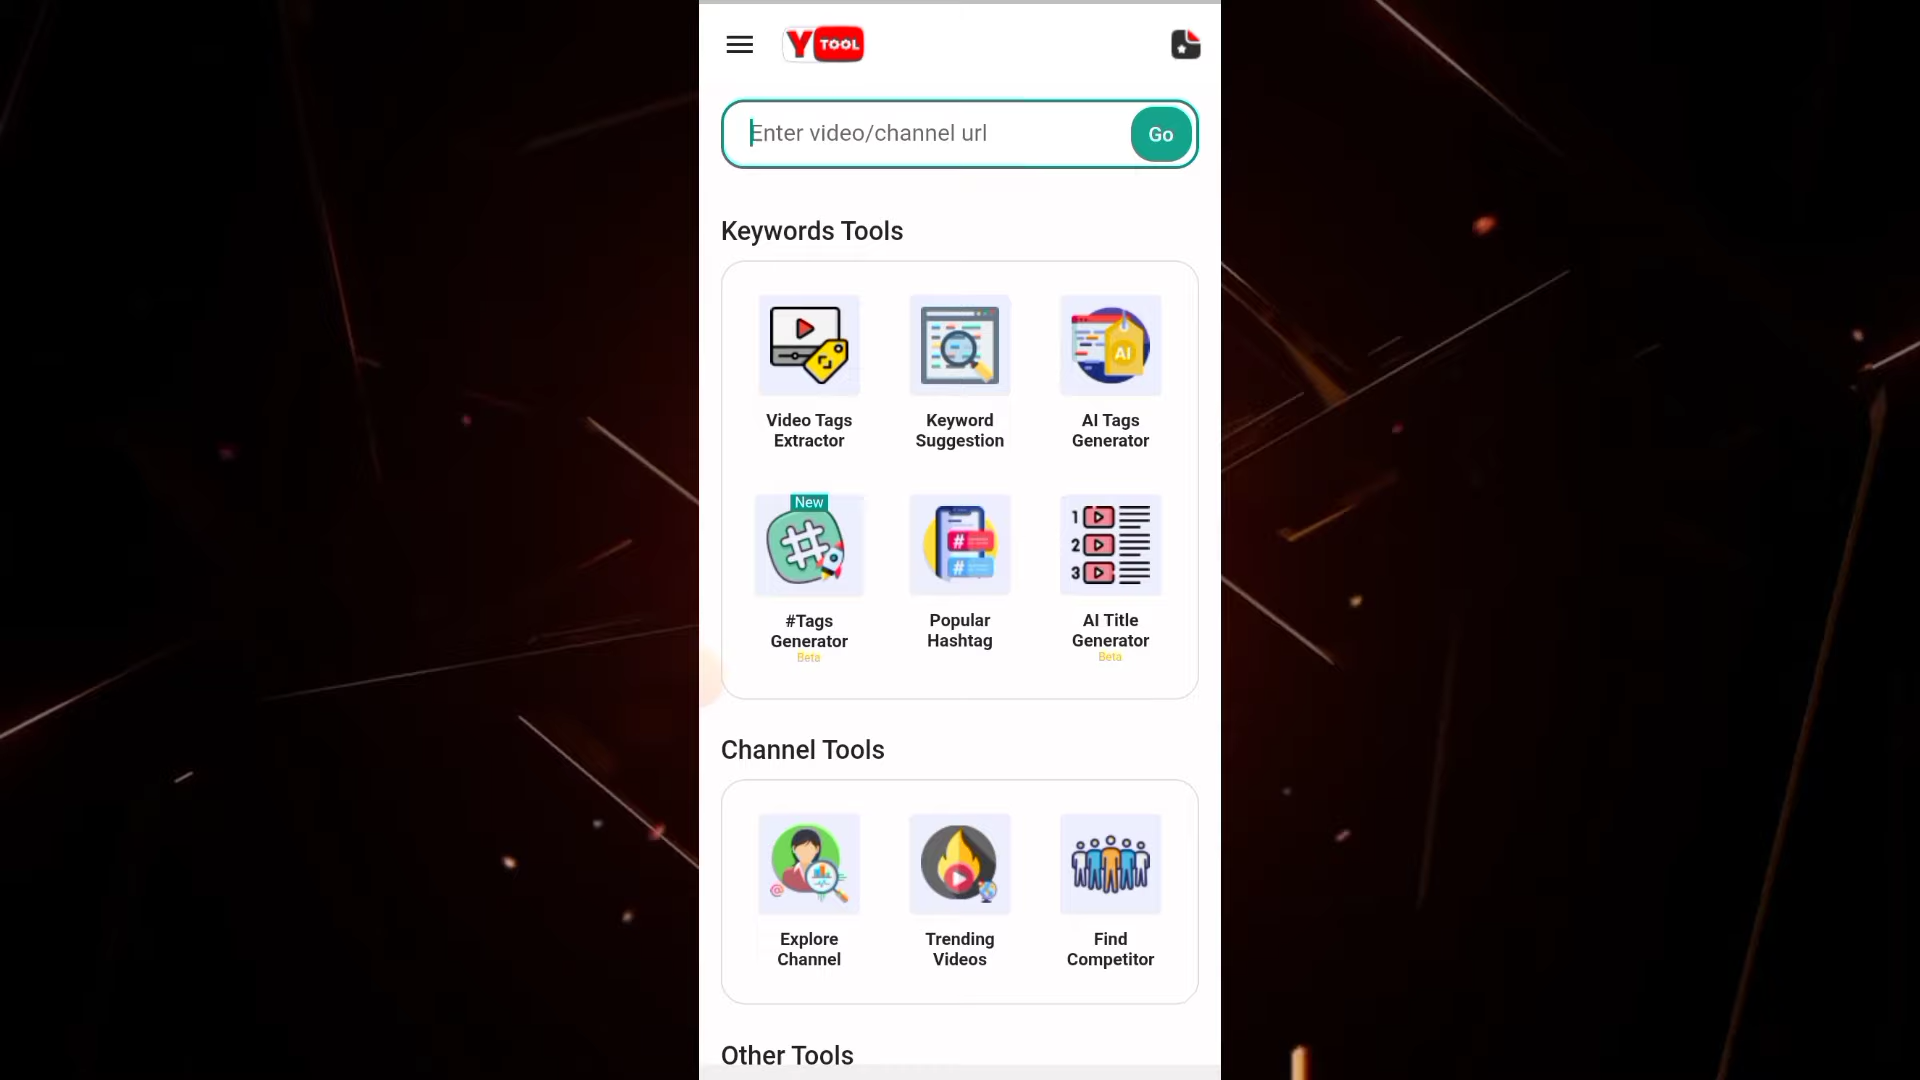 Y TOOL
Enter video/channel url
Go
Keywords Tools
AI
Video Tags
Extractor
Keyword
Suggestion
AI Tags
Generator
New
#
#
#
1
2
3
#Tags
Generator
Beta
Popular
Hashtag
AI Title
Generator
Beta
Channel Tools
@
Explore
Channel
Trending
Videos
Find
Competitor
Other Tools